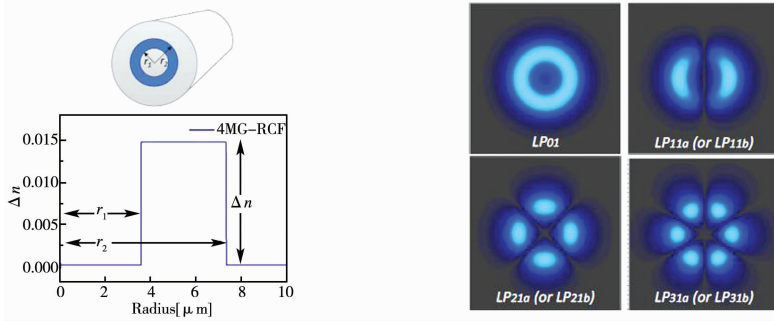 r1 r2
4MG-RCF
0.015
0.010
0.005
0.000
Δn
r1
r2
Δn
0 2 4 6 8 10
Radius[μm]
LP01
LP11a (or LP11b)
LP21a (or LP21b)
LP31a (or LP31b)